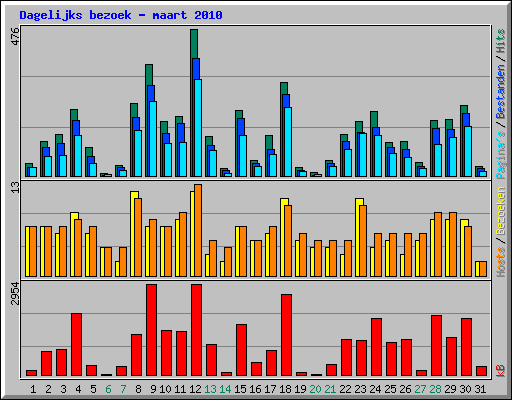 Dagelijks bezoek - maart 2010
476
13
2954
Hosts / Bezoeken Pagina's / Bestanden / Hits
kB
1 2 3 4 5 6 7 8 9 10 11 12 13 14 15 16 17 18 19 20 21 22 23 24 25 26 27 28 29 30 31